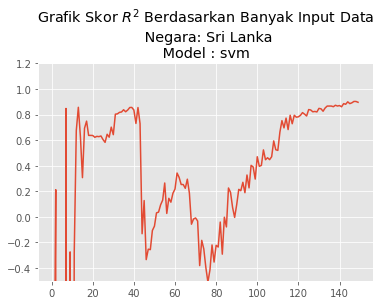 Grafik Skor R² Berdasarkan Banyak Input Data
Negara: Sri Lanka
Model : svm
1.2
1.0
0.8
0.6
0.4
0.2
0.0
−0.2
−0.4
0 20 40 60 80 100 120 140